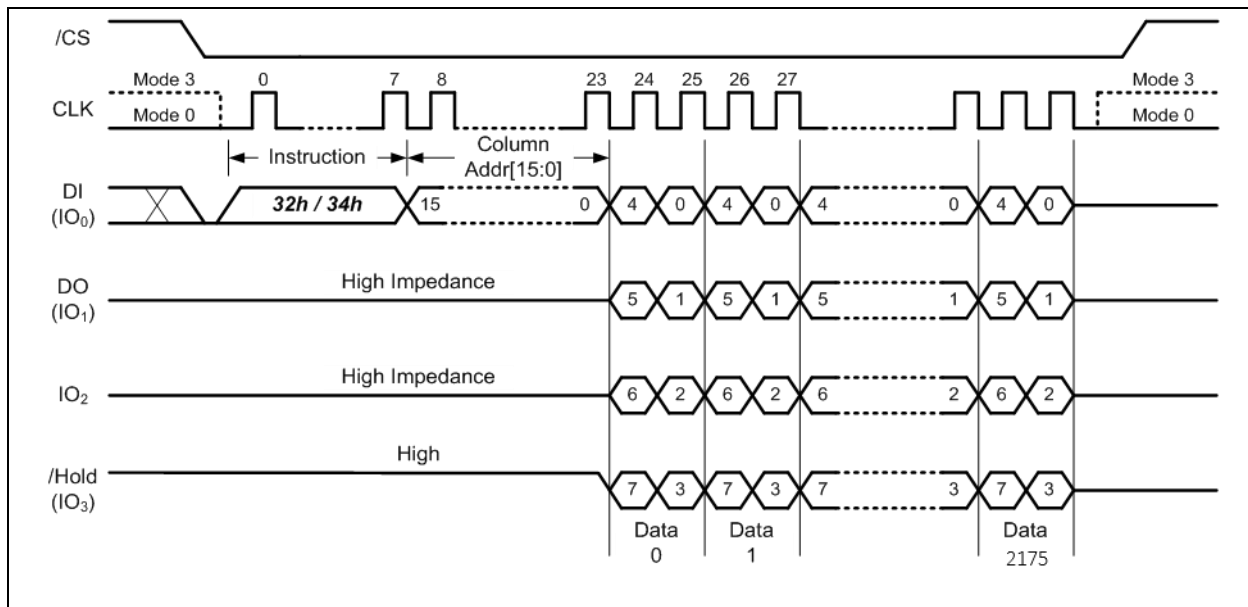 /CS
Mode 3 0 7 8 23 24 25 26 27 Mode 3
CLK
Mode 0 Mode 0
Instruction Column
Addr[15:0]
DI
(IO₀) 32h / 34h 15 0 4 0 4 0 4 0 4 0
High Impedance
DO
(IO₁) 5 1 5 1 5 1 5 1
High Impedance
IO₂ 6 2 6 2 6 2 6 2
High
/Hold
(IO₃) 7 3 7 3 7 3 7 3
Data Data Data
0 1 2175